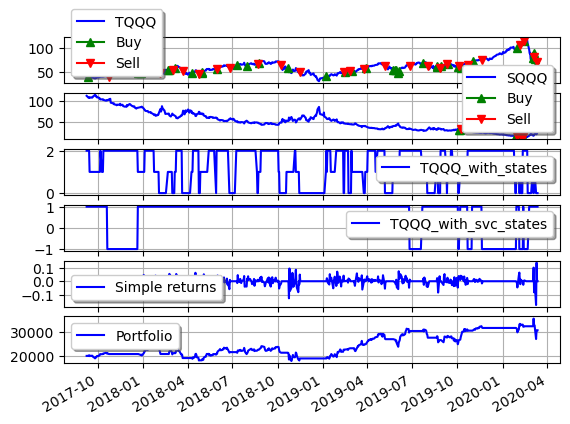 TQQQ
Buy
Sell
100
50
SQQQ
Buy
Sell
100
50
2
TQQQ_with_states
0
1
0
TQQQ_with_svc_states
−1
0.1
0.0
Simple returns
−0.1
30000
Portfolio
20000
2017-10
2018-01
2018-04
2018-07
2018-10
2019-01
2019-04
2019-07
2019-10
2020-01
2020-04